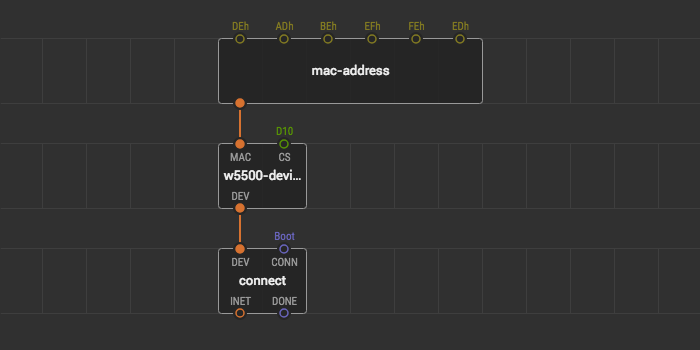 DEh ADh BEh EFh FEh EDh
mac-address
D10
MAC CS
w5500-devi...
DEV
Boot
DEV CONN
connect
INET DONE